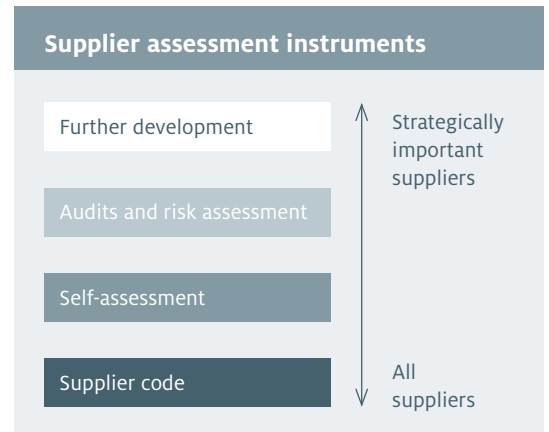 Supplier assessment instruments
Further development
Strategically
important
suppliers
Audits and risk assessment
Self-assessment
Supplier code
All
suppliers